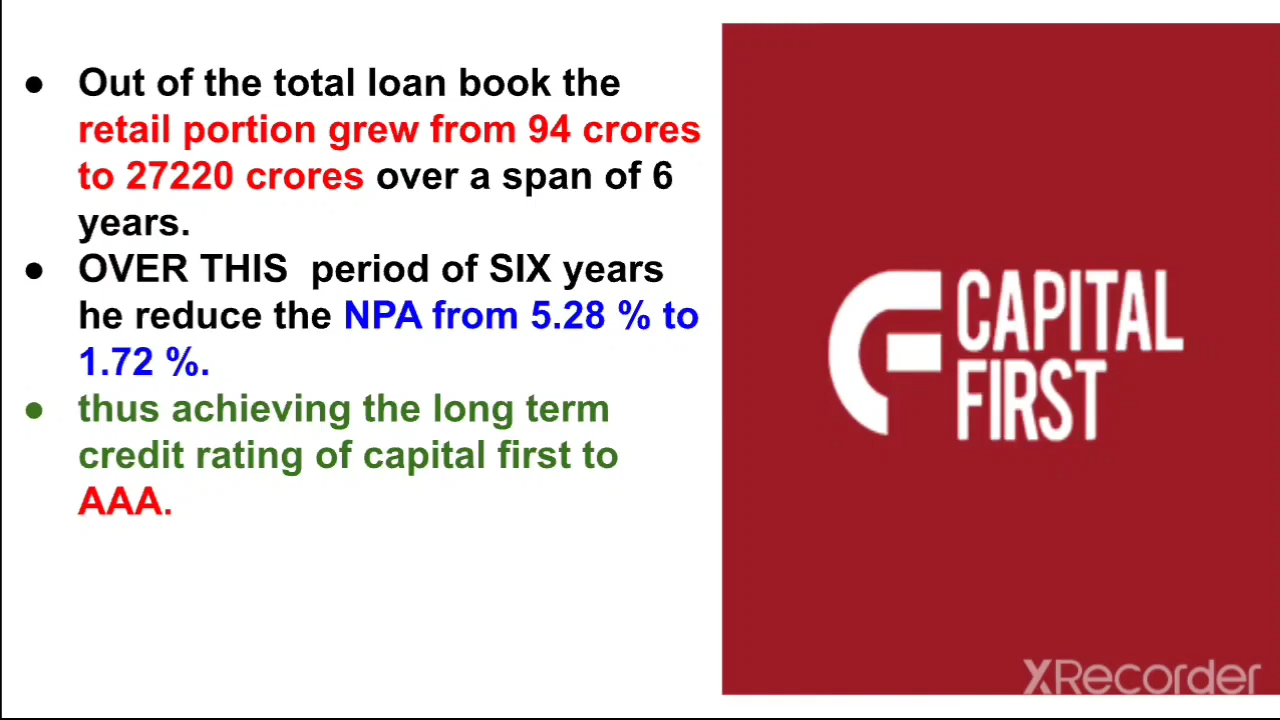 ● Out of the total loan book the
retail portion grew from 94 crores
to 27220 crores over a span of 6
years.
● OVER THIS  period of SIX years
he reduce the NPA from 5.28 % to
1.72 %.
● thus achieving the long term
credit rating of capital first to
AAA.
CAPITAL
FIRST
XRecorder